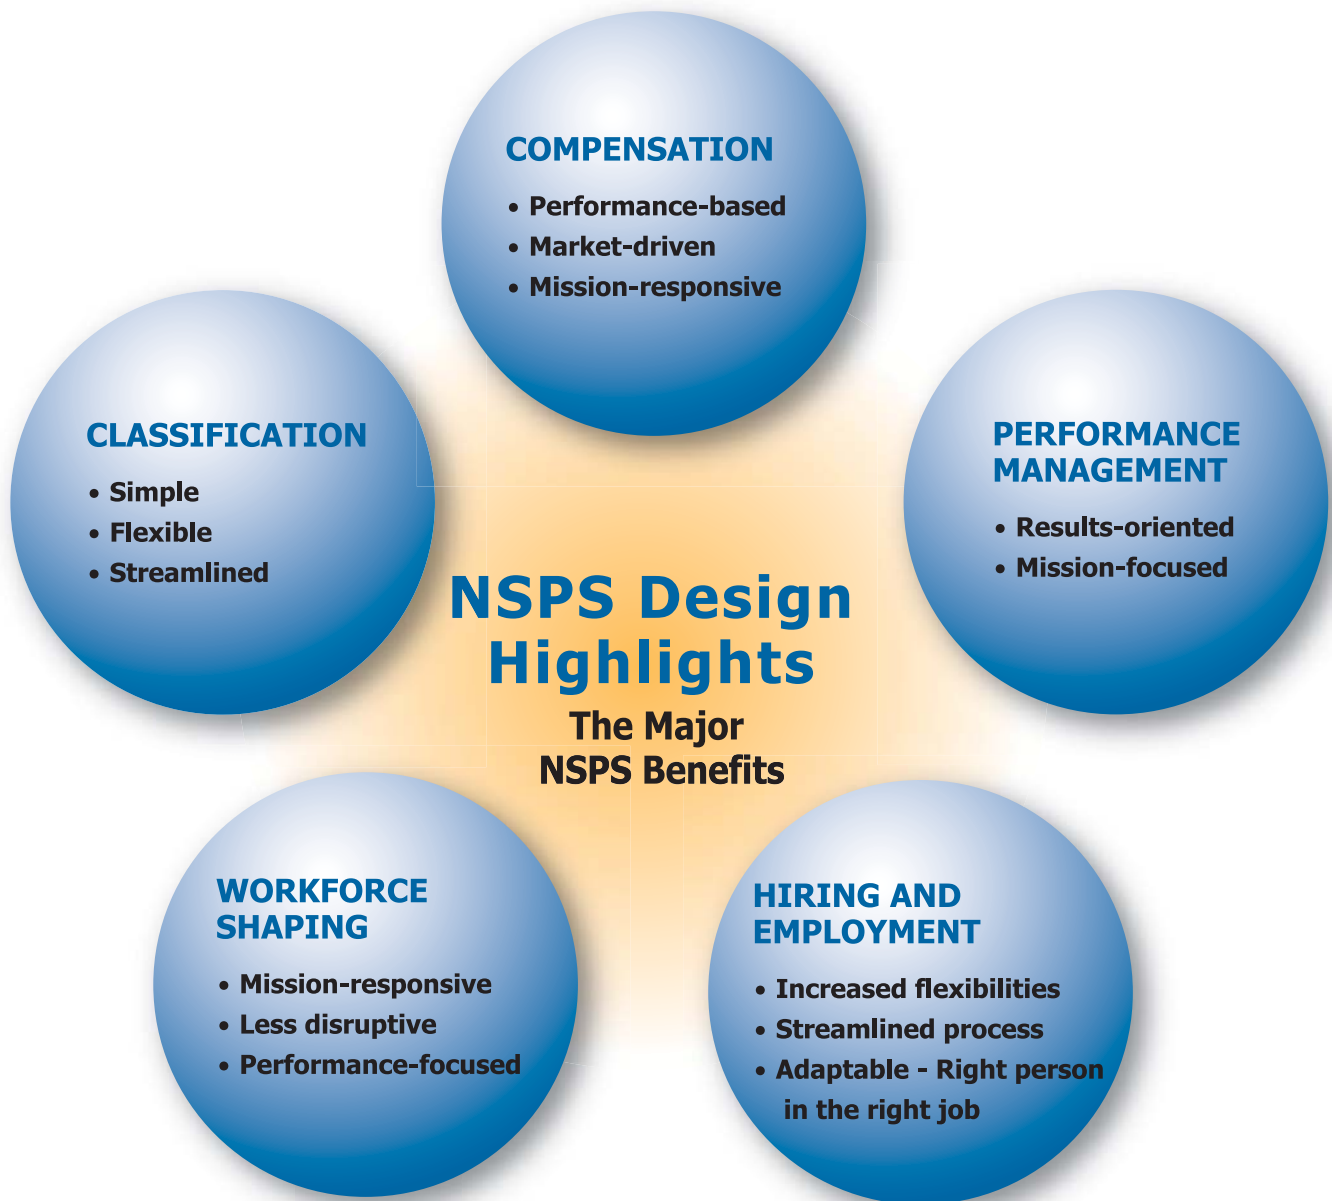 COMPENSATION
• Performance-based
• Market-driven
• Mission-responsive
CLASSIFICATION
• Simple
• Flexible
• Streamlined
PERFORMANCE
MANAGEMENT
• Results-oriented
• Mission-focused
NSPS Design
Highlights
The Major
NSPS Benefits
WORKFORCE
SHAPING
• Mission-responsive
• Less disruptive
• Performance-focused
HIRING AND
EMPLOYMENT
• Increased flexibilities
• Streamlined process
• Adaptable - Right person
in the right job